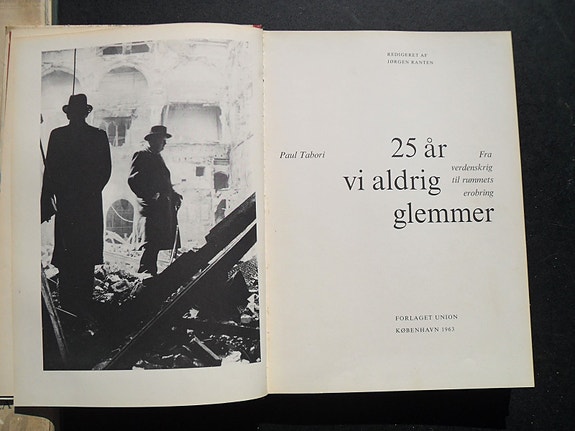 REDIGERET AF
JØRGEN RANTEN
Paul Tabori
25 år
vi aldrig
glemmer
Fra
verdenskrig
til rummets
erobring
FORLAGET UNION
KØBENHAVN 1963